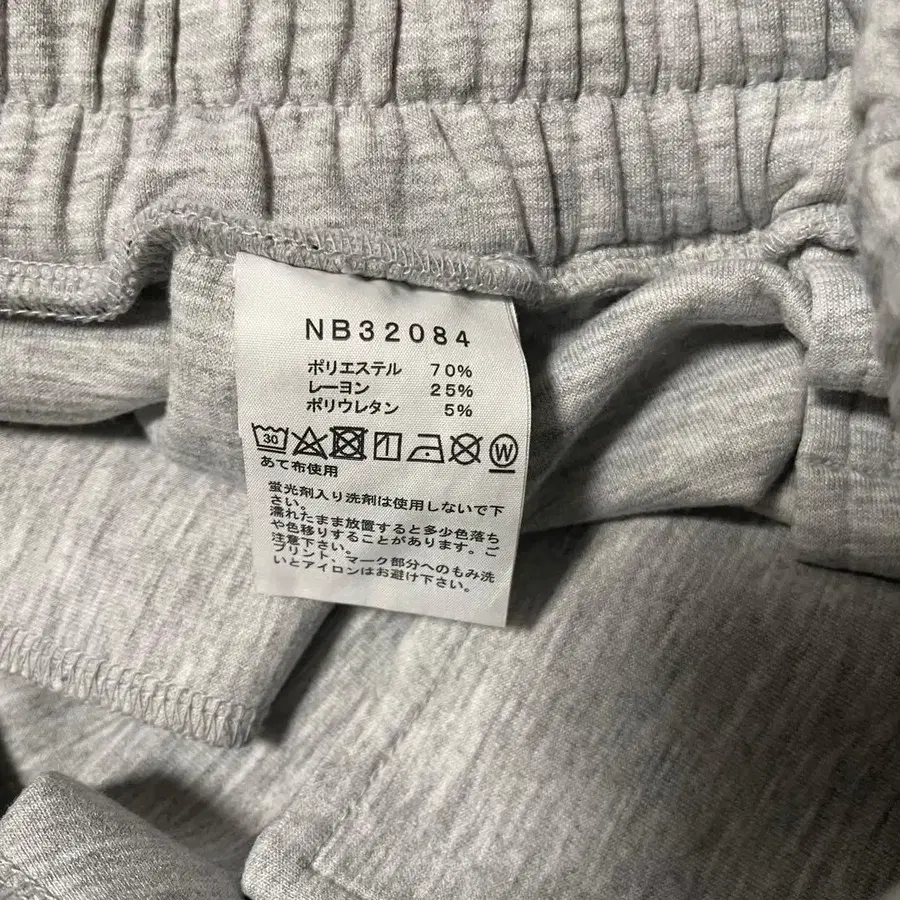 NB32084
ポリエステル 70%
レーヨン 25%
ポリウレタン 5%
30 W
あて布使用
蛍光剤入り洗剤は使用しないで下
さい。
濡れたまま放置すると多少色落ち
や色移りすることがあります。ご
注意下さい。
プリント、マーク部分へのもみ洗
いとアイロンはお避け下さい。